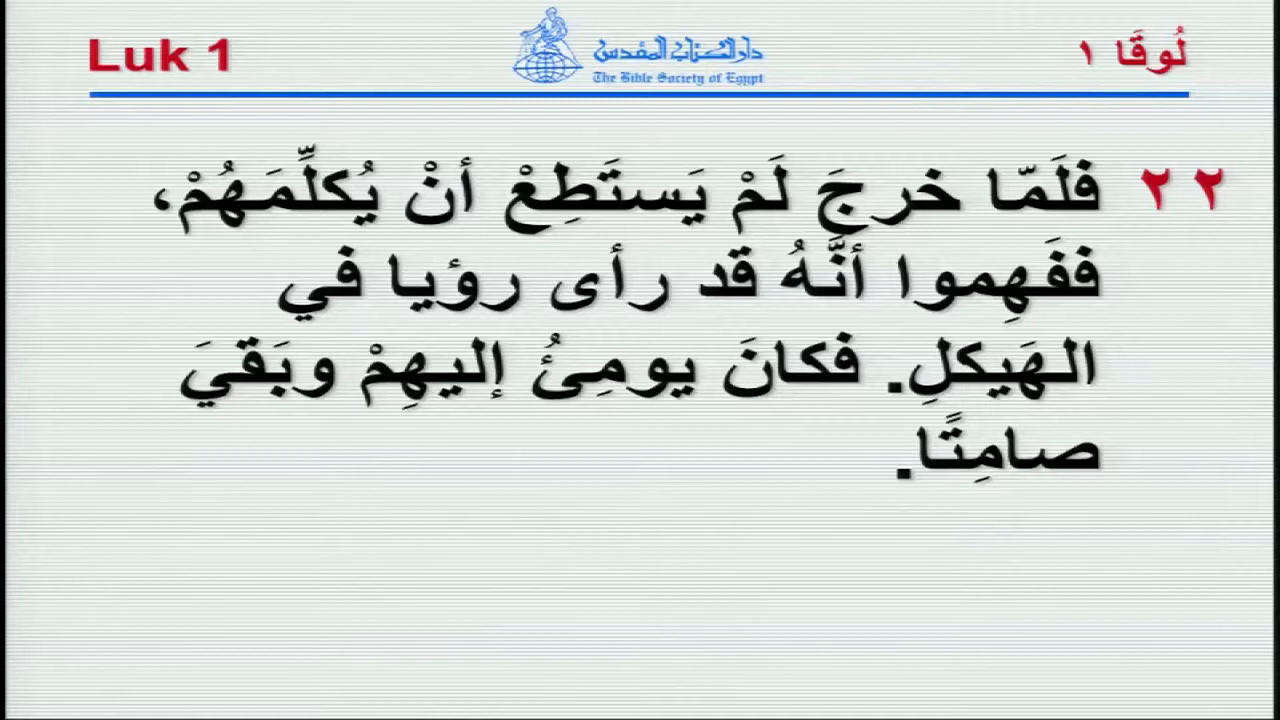 Luk 1
دار الكتاب المقدس
The Bible Society of Egypt
لُوقَا ١
٢٢ فلَمّا خرجَ لَمْ يَستَطِعْ أنْ يُكلِّمَهُمْ،
ففَهِموا أنَّهُ قد رأى رؤيا في
الهَيكلِ. فكانَ يومِئُ إليهِمْ وبَقيَ
صامِتًا.